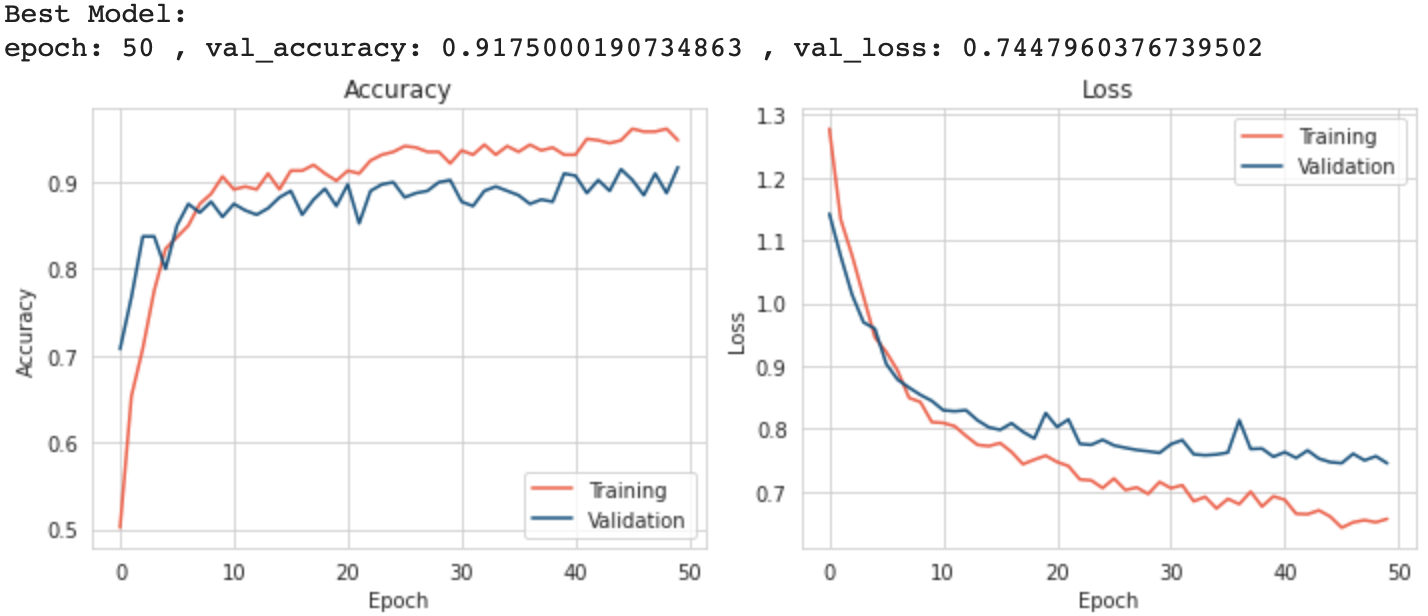 Best Model:
epoch: 50 , val_accuracy: 0.9175000190734863 , val_loss: 0.7447960376739502
Accuracy
Accuracy
0.9
0.8
0.7
0.6
0.5
Training
Validation
0 10 20 30 40 50
Epoch
Loss
Loss
1.3
1.2
1.1
1.0
0.9
0.8
0.7
Training
Validation
0 10 20 30 40 50
Epoch